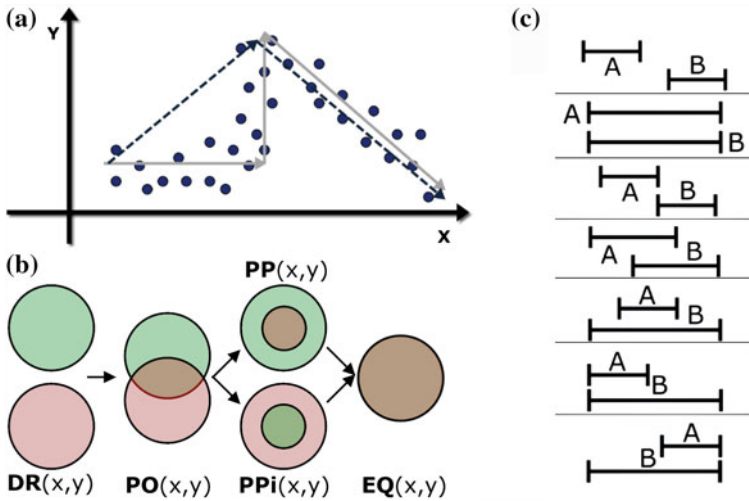 (a)
Y
X
(b)
PP(x,y)
DR(x,y) PO(x,y) PPi(x,y) EQ(x,y)
(c)
A
B
A
B
A
B
A
B
A
B
A
B
A
B